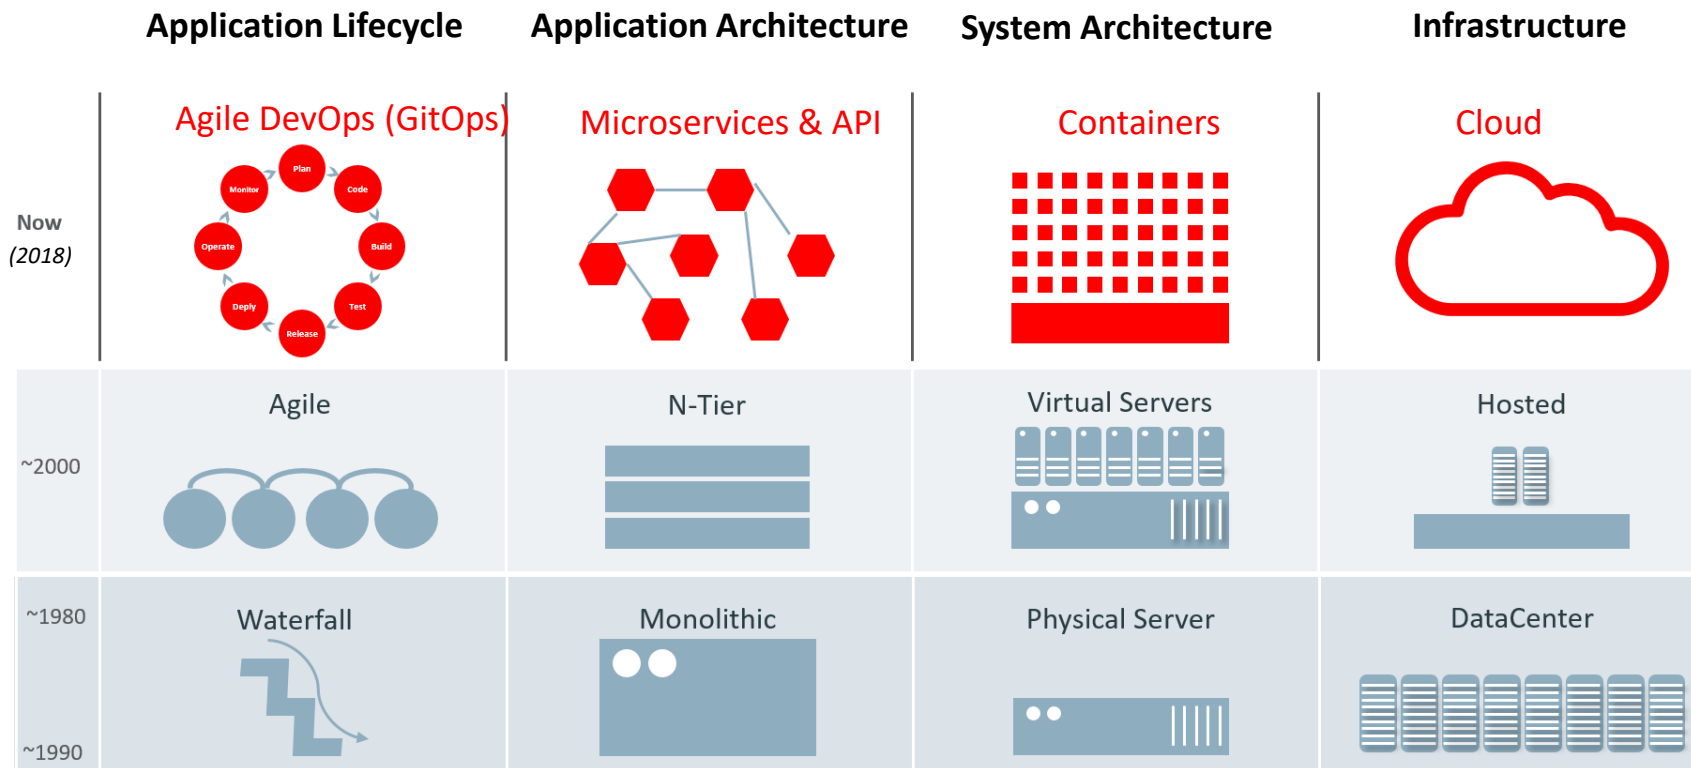 Application Lifecycle
Application Architecture
System Architecture
Infrastructure
Now
(2018)
Agile DevOps (GitOps)
Plan
Code
Build
Test
Release
Deply
Operate
Monitor
Microservices & API
Containers
Cloud
~2000
Agile
N-Tier
Virtual Servers
Hosted
~1980
~1990
Waterfall
Monolithic
Physical Server
DataCenter